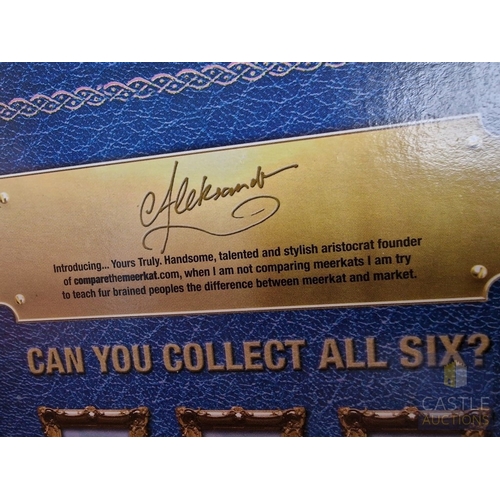 Aleksandr
Introducing... Yours Truly. Handsome, talented and stylish aristocrat founder
of comparethemeerkat.com, when I am not comparing meerkats I am try
to teach fur brained peoples the difference between meerkat and market.
CAN YOU COLLECT ALL SIX?
CASTLE
AUCTIONS